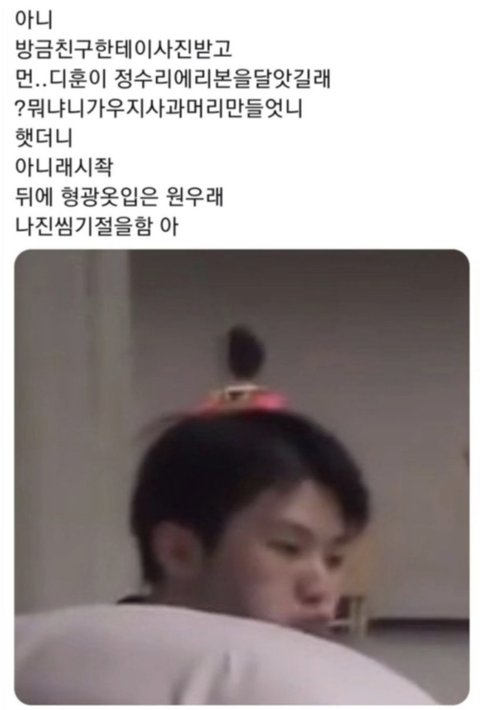 아니
방금친구한테이사진받고
먼..디훈이 정수리에리본을달앗길래
?뭐냐니가우지사과머리만들엇니
햇더니
아니래시좍
뒤에 형광옷입은 원우래
나진씸기절을함 아